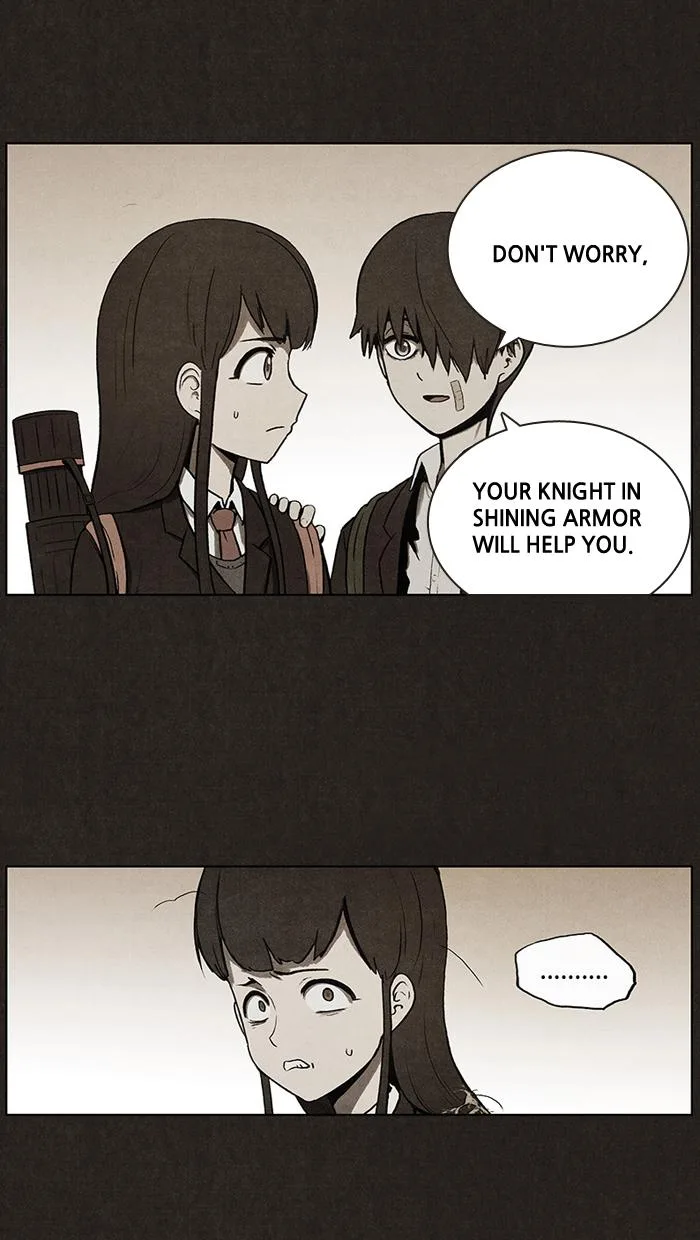 DON'T WORRY,
YOUR KNIGHT IN
SHINING ARMOR
WILL HELP YOU.
..........